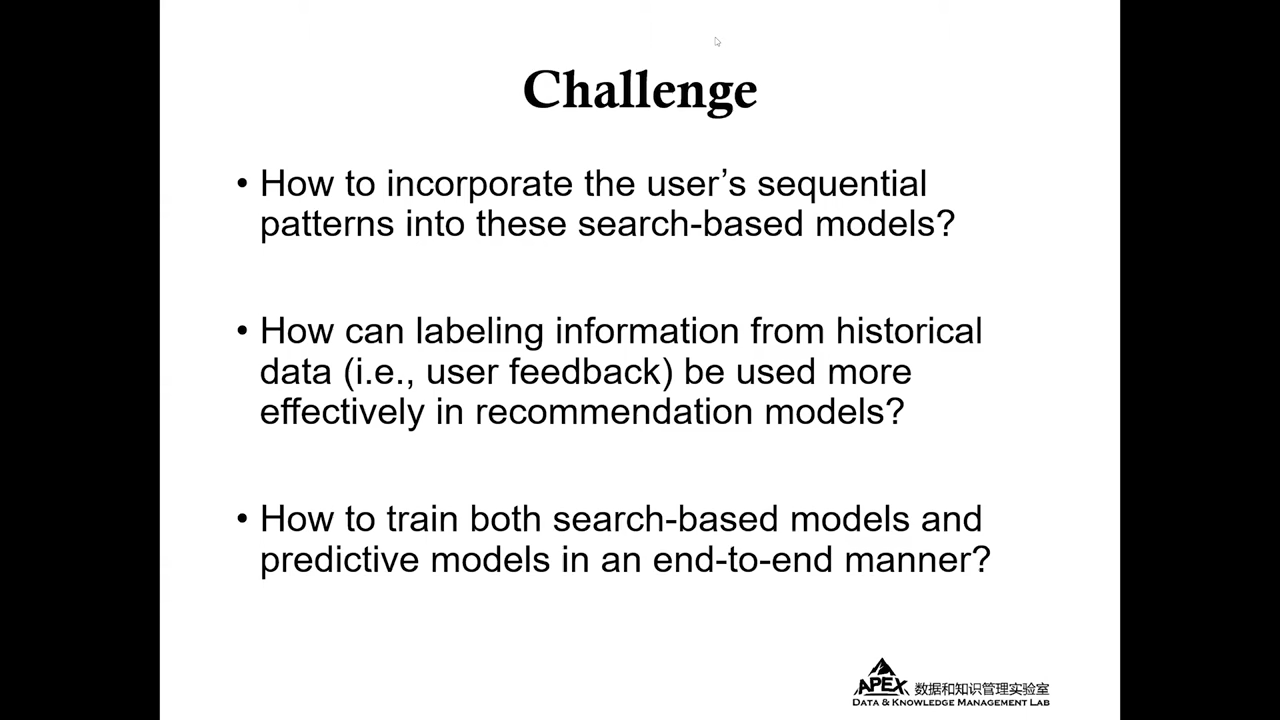 Challenge
• How to incorporate the user’s sequential
patterns into these search-based models?
• How can labeling information from historical
data (i.e., user feedback) be used more
effectively in recommendation models?
• How to train both search-based models and
predictive models in an end-to-end manner?
APEX 数据和知识管理实验室
DATA & KNOWLEDGE MANAGEMENT LAB